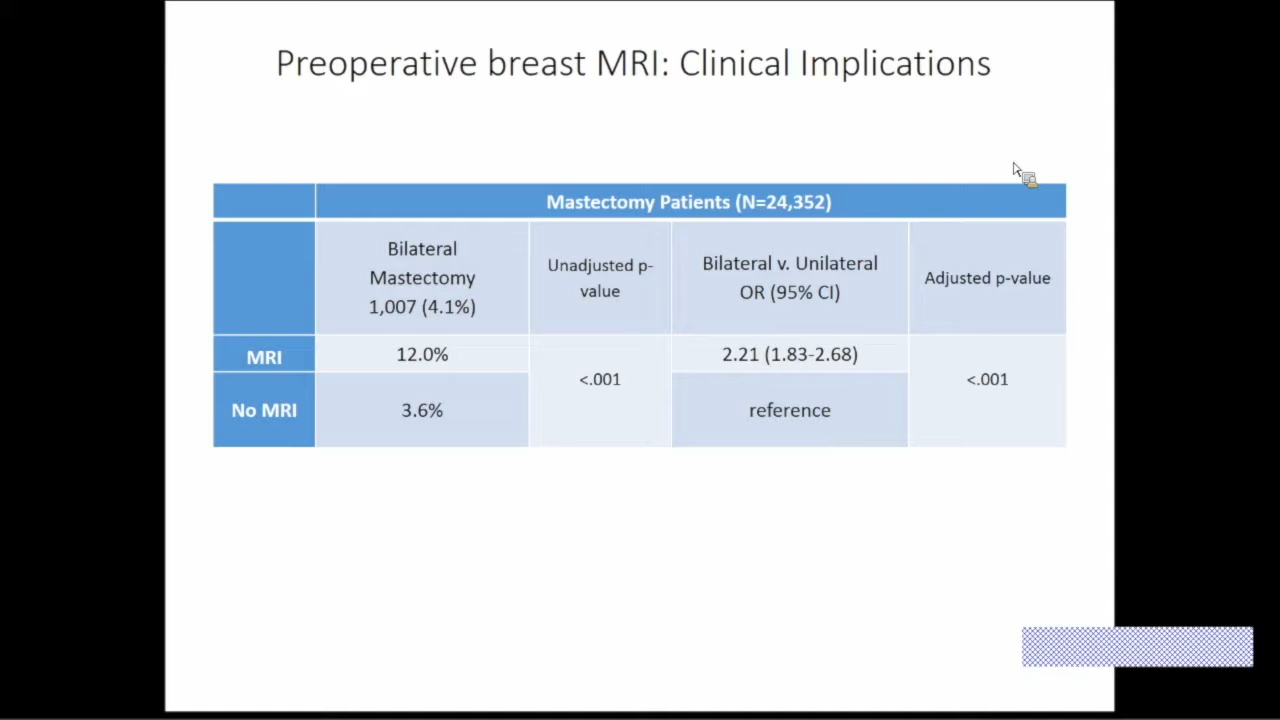 Preoperative breast MRI: Clinical Implications
Mastectomy Patients (N=24,352)
Bilateral
Mastectomy
1,007 (4.1%)
Unadjusted p-
value
Bilateral v. Unilateral
OR (95% CI)
Adjusted p-value
MRI
12.0%
<.001
2.21 (1.83-2.68)
<.001
No MRI
3.6%
reference